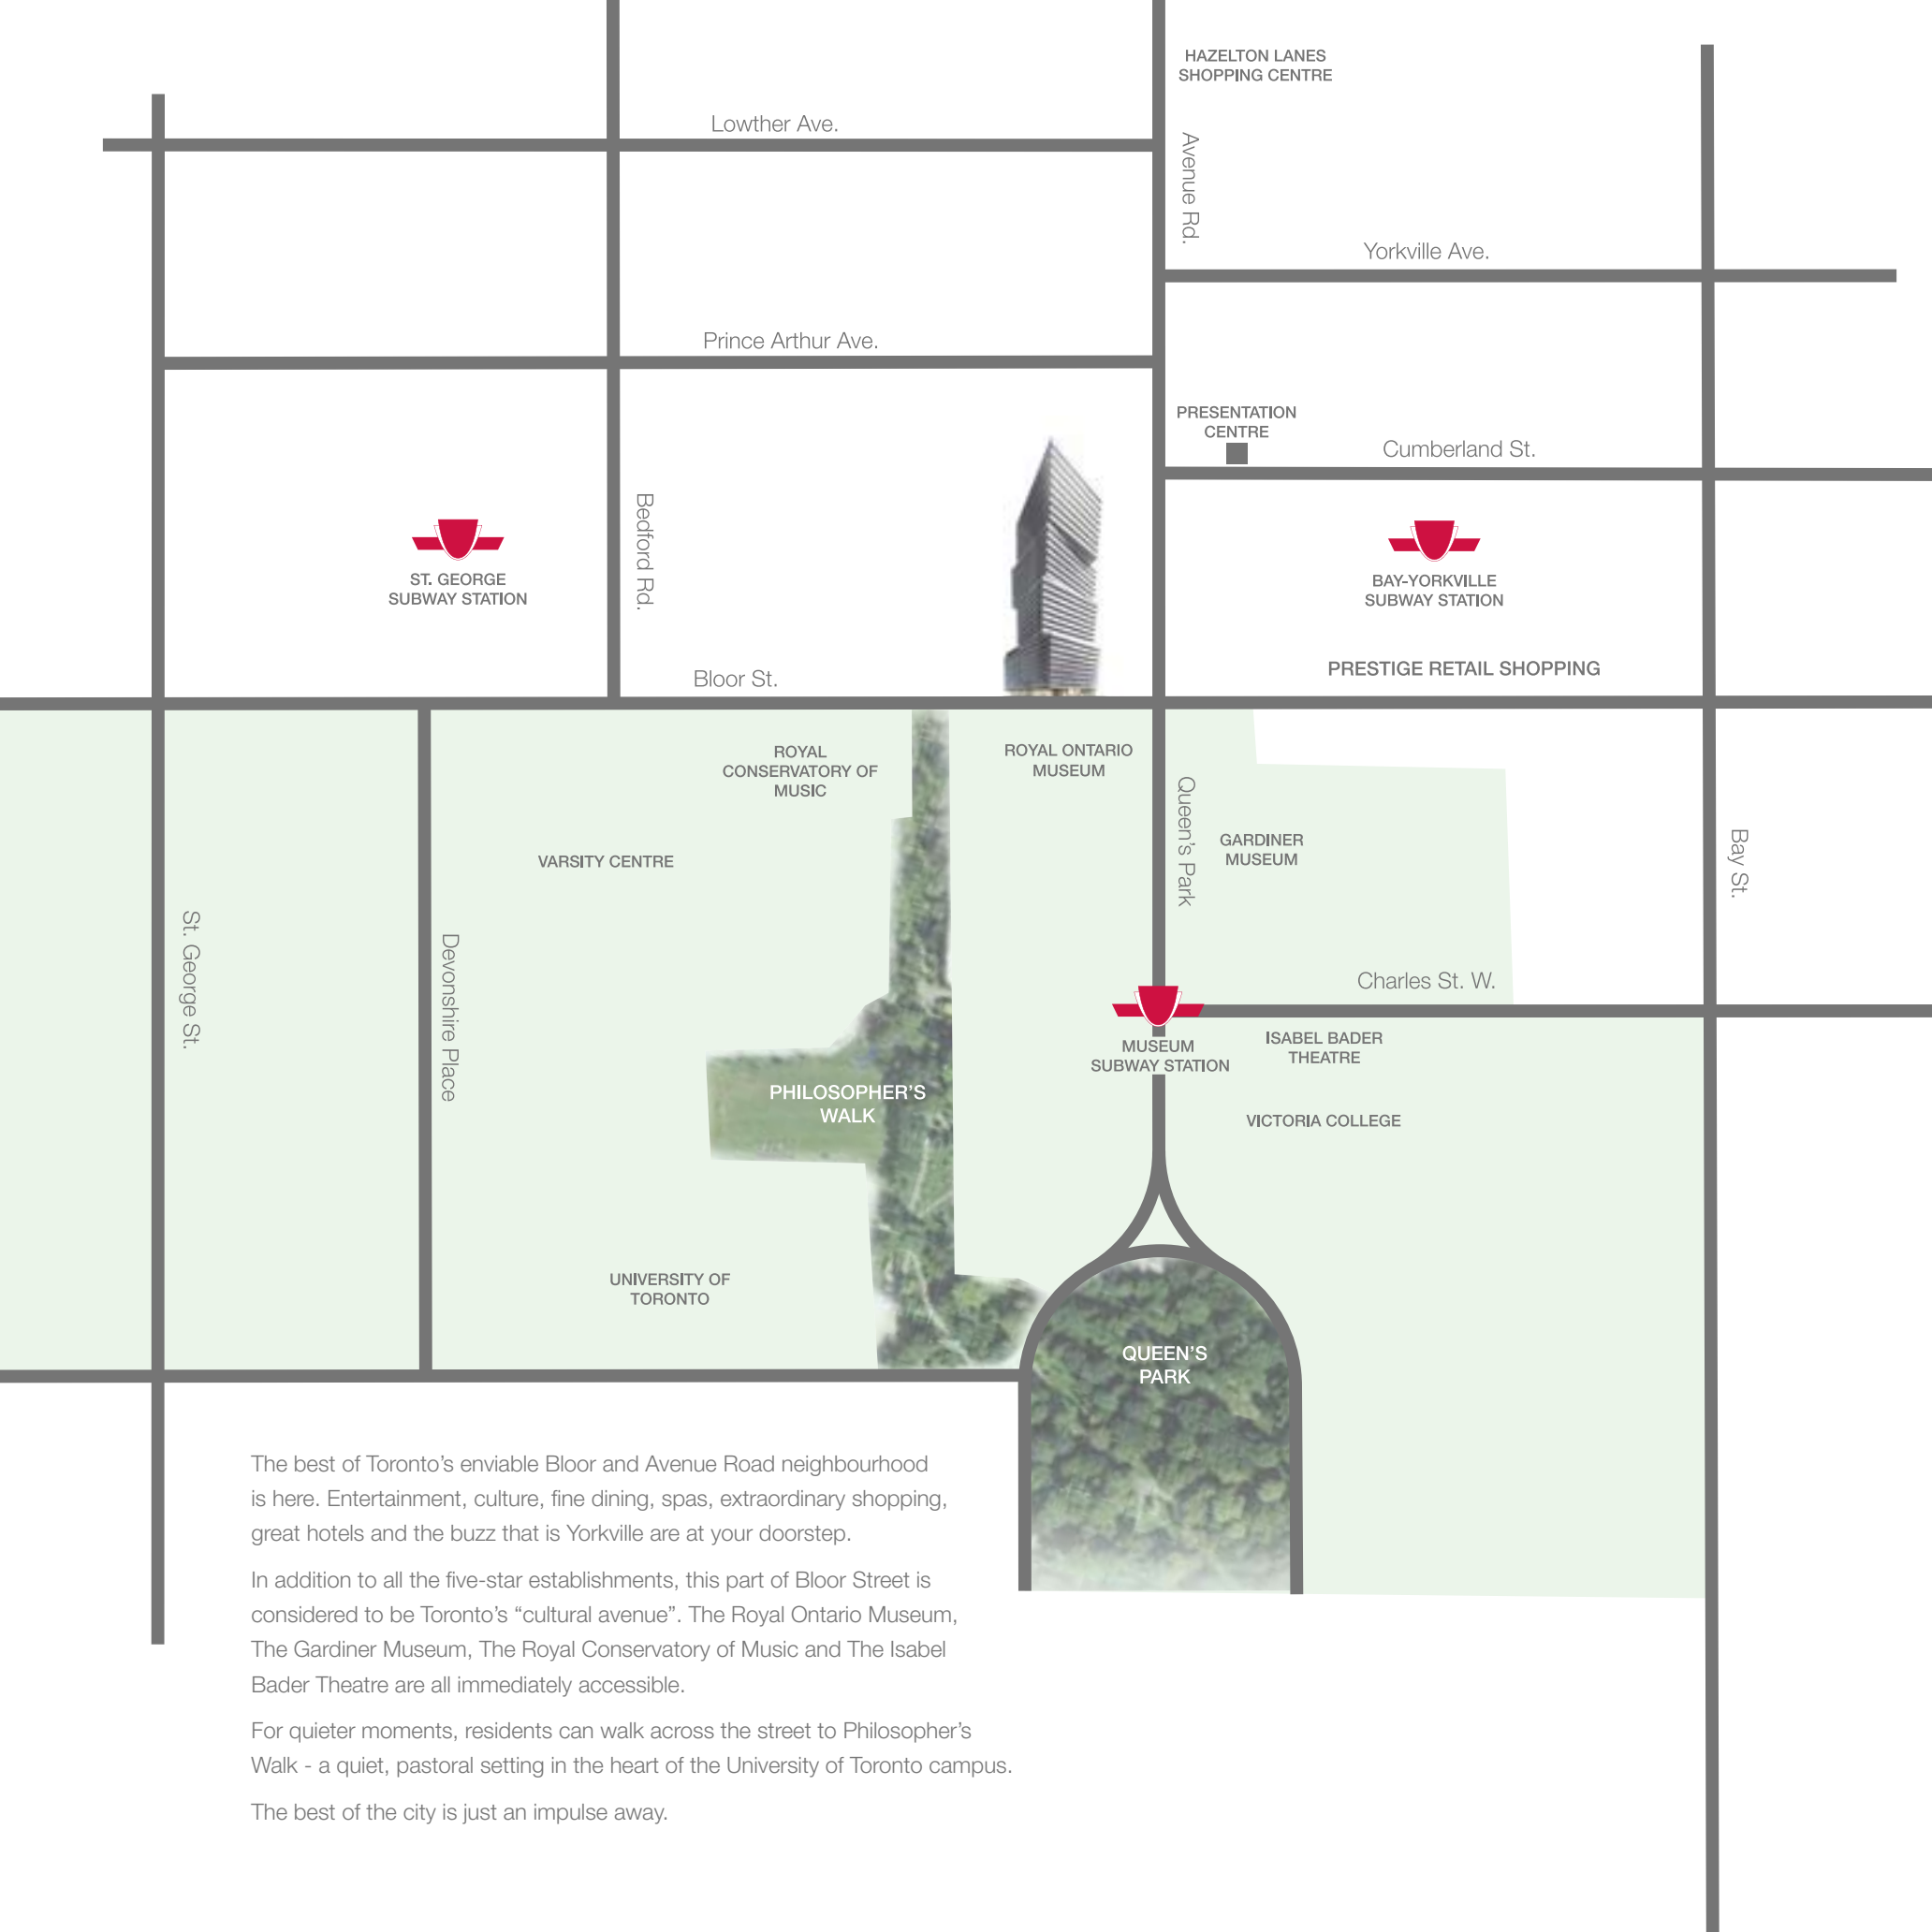 HAZELTON LANES
SHOPPING CENTRE
Lowther Ave.
Avenue Rd.
Yorkville Ave.
Prince Arthur Ave.
PRESENTATION
CENTRE
Cumberland St.
Bedford Rd.
ST. GEORGE
SUBWAY STATION
BAY-YORKVILLE
SUBWAY STATION
PRESTIGE RETAIL SHOPPING
Bloor St.
ROYAL
CONSERVATORY OF
MUSIC
ROYAL ONTARIO
MUSEUM
Queen's Park
GARDINER
MUSEUM
Bay St.
VARSITY CENTRE
St. George St.
Devonshire Place
Charles St. W.
MUSEUM
SUBWAY STATION
ISABEL BADER
THEATRE
PHILOSOPHER'S
WALK
VICTORIA COLLEGE
UNIVERSITY OF
TORONTO
QUEEN'S
PARK
The best of Toronto's enviable Bloor and Avenue Road neighbourhood
is here. Entertainment, culture, fine dining, spas, extraordinary shopping,
great hotels and the buzz that is Yorkville are at your doorstep.
In addition to all the five-star establishments, this part of Bloor Street is
considered to be Toronto's “cultural avenue”. The Royal Ontario Museum,
The Gardiner Museum, The Royal Conservatory of Music and The Isabel
Bader Theatre are all immediately accessible.
For quieter moments, residents can walk across the street to Philosopher's
Walk - a quiet, pastoral setting in the heart of the University of Toronto campus.
The best of the city is just an impulse away.